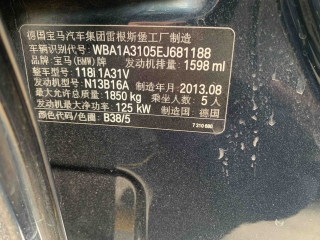 德国宝马汽车集团雷根斯堡工厂制造
车辆识别代号: WBA1A3105EJ681188
品牌: 宝马(BMW)牌 发动机排量: 1598 ml
整车型号: 118i 1A31V
发动机型号: N13B16A 制造年月: 2013.08
最大允许总质量: 1850 kg 乘坐人数: 5 人
发动机最大净功率: 125 kW 制造国: 德国
颜色代码/色圈: B38/5